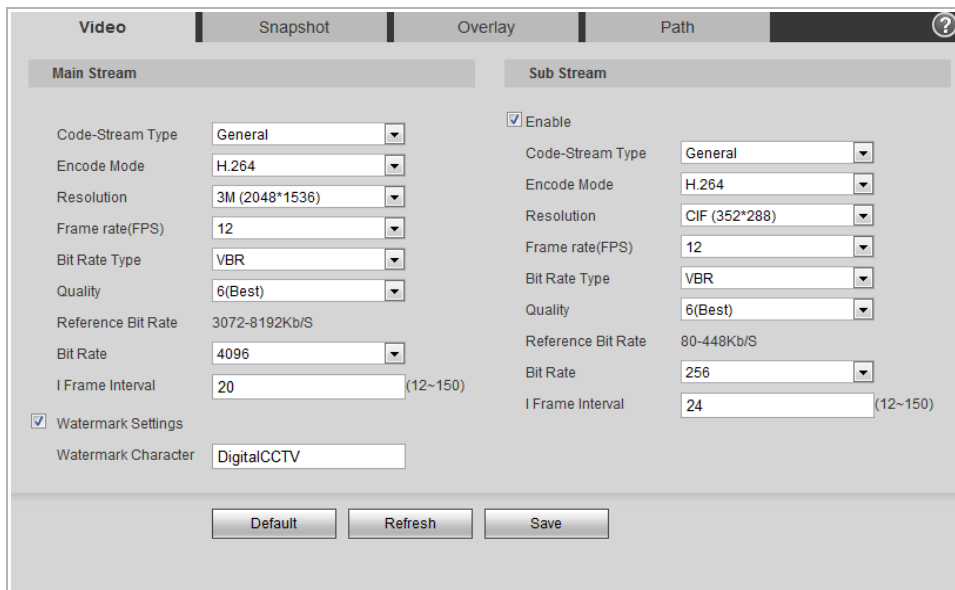 Video Snapshot Overlay Path ?
Main Stream
Code-Stream Type General
Encode Mode H.264
Resolution 3M (2048*1536)
Frame rate(FPS) 12
Bit Rate Type VBR
Quality 6(Best)
Reference Bit Rate 3072-8192Kb/S
Bit Rate 4096
I Frame Interval 20 (12~150)
Watermark Settings
Watermark Character DigitalCCTV
Sub Stream
Enable
Code-Stream Type General
Encode Mode H.264
Resolution CIF (352*288)
Frame rate(FPS) 12
Bit Rate Type VBR
Quality 6(Best)
Reference Bit Rate 80-448Kb/S
Bit Rate 256
I Frame Interval 24 (12~150)
Default Refresh Save